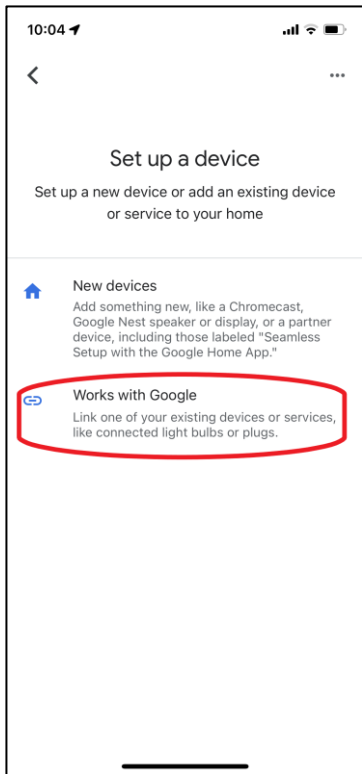 10:04
Set up a device
Set up a new device or add an existing device
or service to your home
New devices
Add something new, like a Chromecast,
Google Nest speaker or display, or a partner
device, including those labeled "Seamless
Setup with the Google Home App."
Works with Google
Link one of your existing devices or services,
like connected light bulbs or plugs.